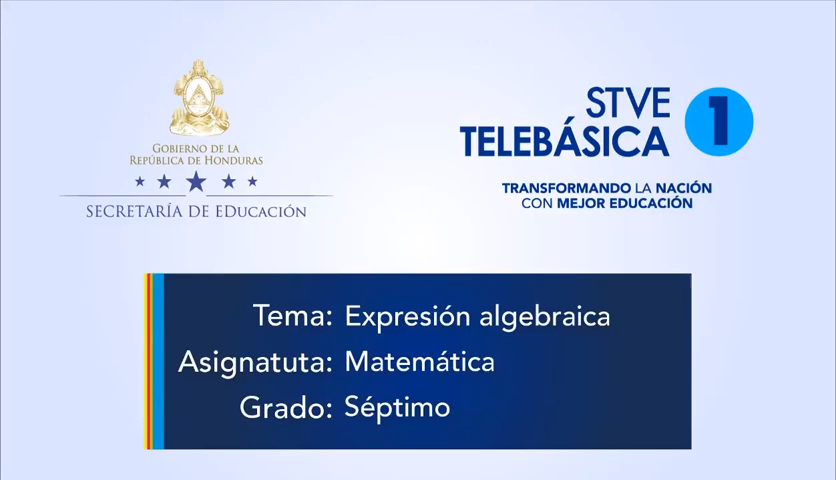 GOBIERNO DE LA
REPÚBLICA DE HONDURAS
SECRETARÍA DE EDUCACIÓN
STVE
TELEBÁSICA 1
TRANSFORMANDO LA NACIÓN
CON MEJOR EDUCACIÓN
Tema: Expresión algebraica
Asignatuta: Matemática
Grado: Séptimo